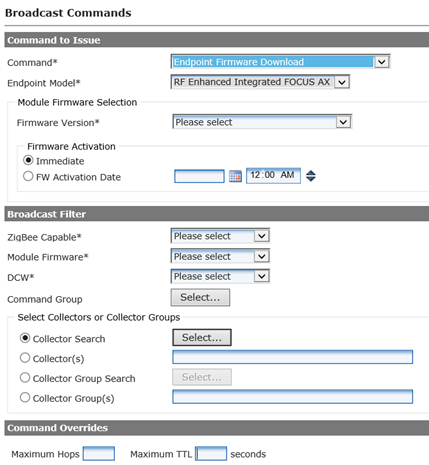 Broadcast Commands
Command to Issue
Command* Endpoint Firmware Download
Endpoint Model* RF Enhanced Integrated FOCUS AX
Module Firmware Selection
Firmware Version* Please select
Firmware Activation
Immediate
FW Activation Date 12:00 AM
Broadcast Filter
ZigBee Capable* Please select
Module Firmware* Please select
DCW* Please select
Command Group Select...
Select Collectors or Collector Groups
Collector Search Select...
Collector(s)
Collector Group Search Select...
Collector Group(s)
Command Overrides
Maximum Hops Maximum TTL seconds